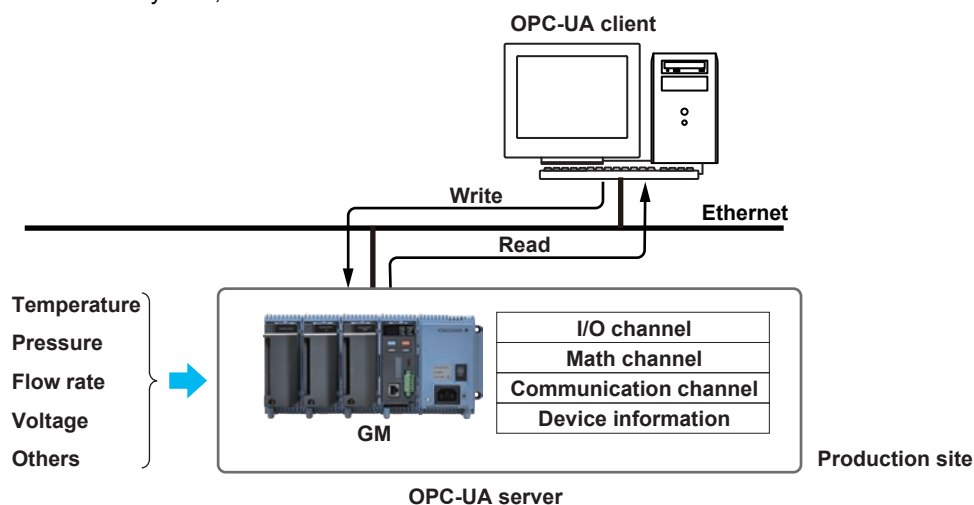 OPC-UA client
Write
Ethernet
Read
Temperature
Pressure
Flow rate
Voltage
Others
I/O channel
Math channel
Communication channel
Device information
GM
Production site
OPC-UA server